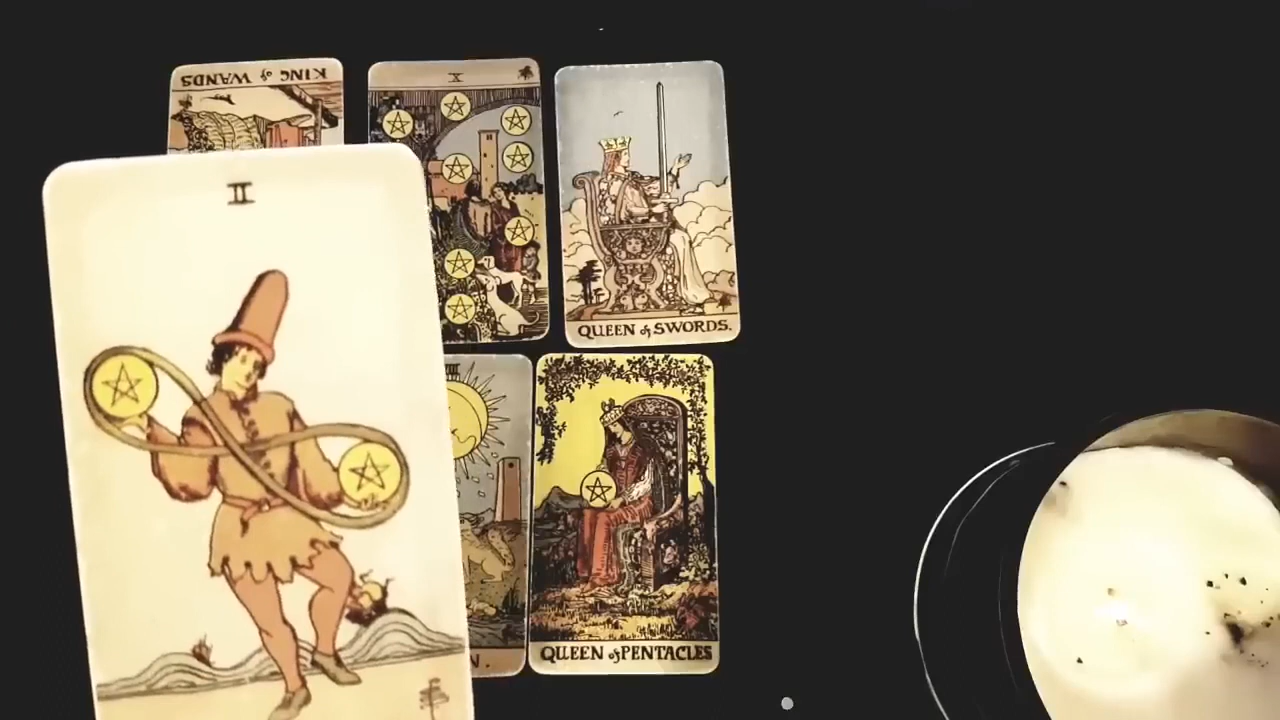 KING of WANDS
X
QUEEN of SWORDS.
II
N.
QUEEN of PENTACLES